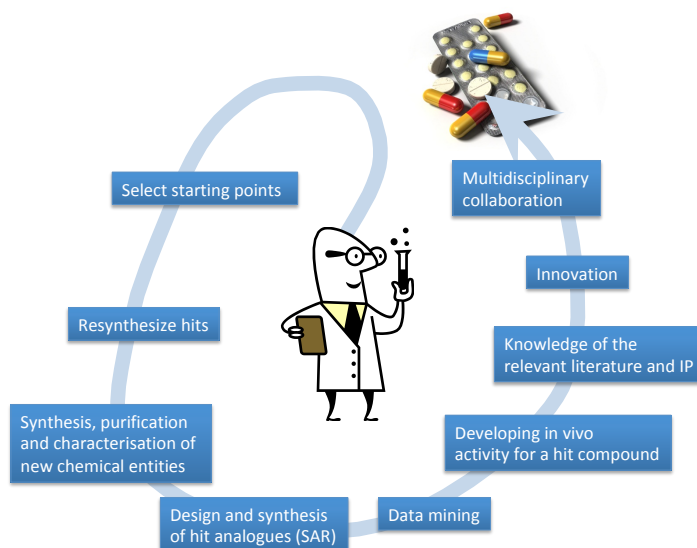 Select starting points
Resynthesize hits
Synthesis, purification
and characterisation of
new chemical entities
Design and synthesis
of hit analogues (SAR)
Data mining
Developing in vivo
activity for a hit compound
Knowledge of the
relevant literature and IP
Innovation
Multidisciplinary
collaboration